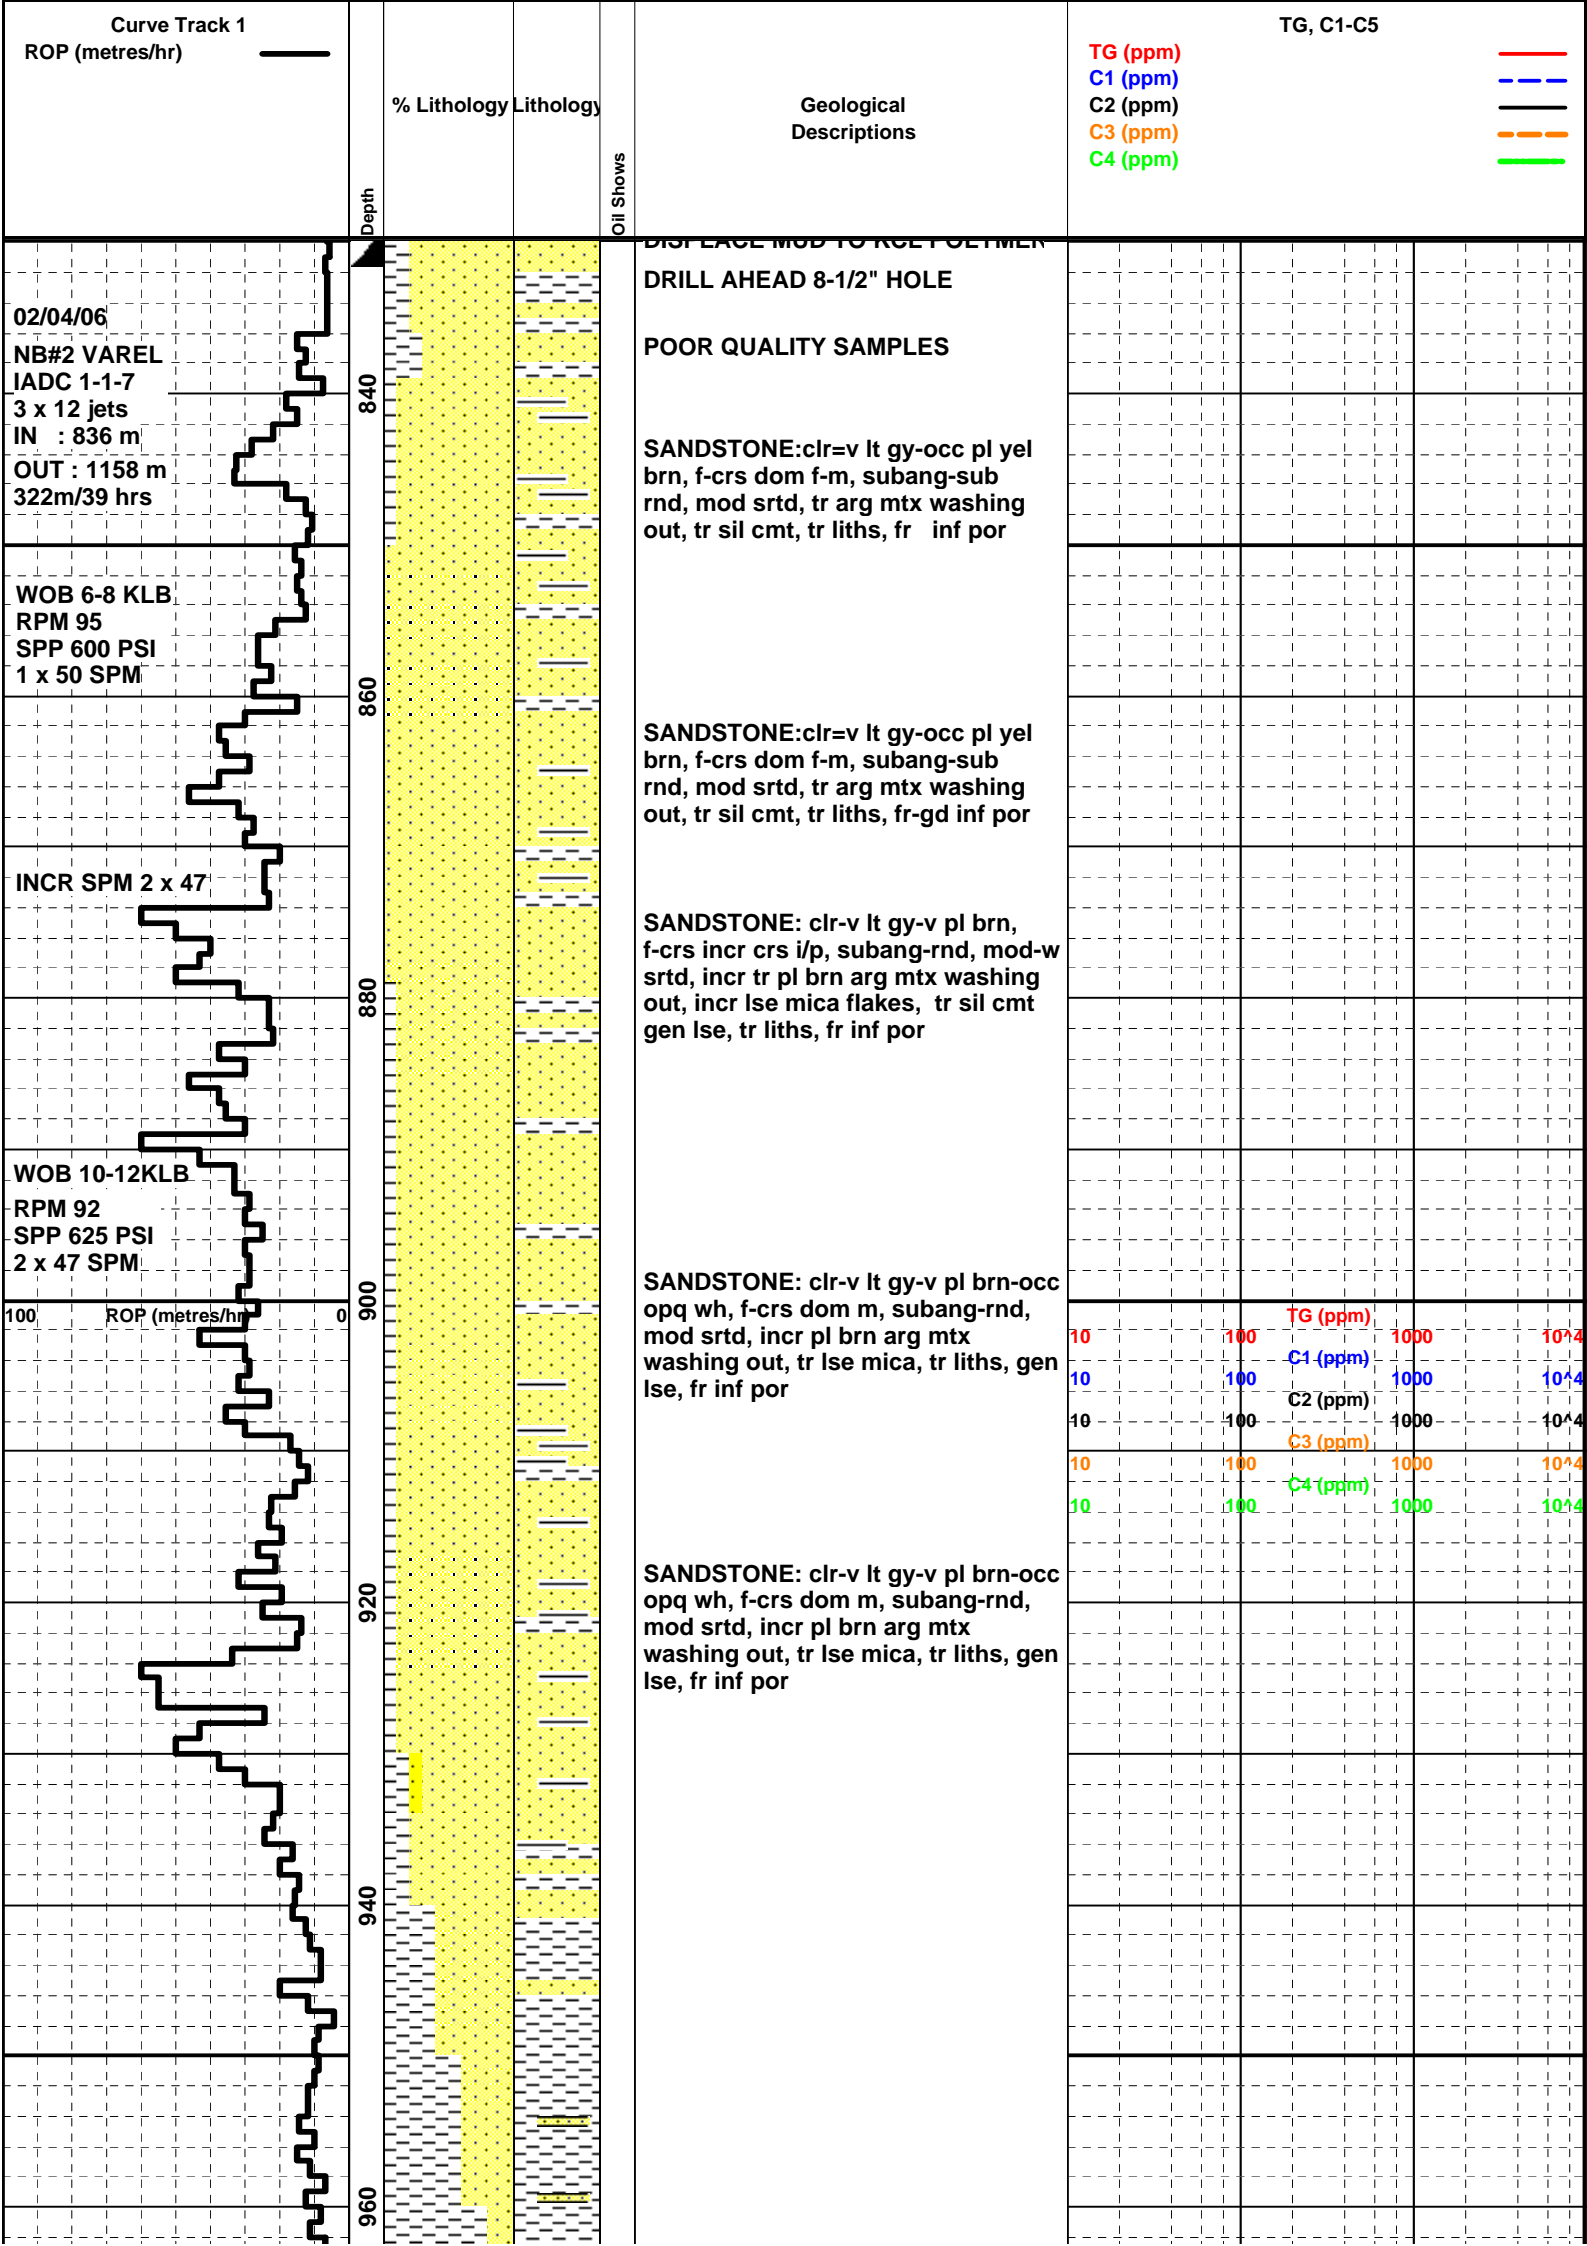 Curve Track 1
ROP (metres/hr)
Depth
% Lithology
Lithology
Oil Shows
Geological
Descriptions
TG, C1-C5
TG (ppm)
C1 (ppm)
C2 (ppm)
C3 (ppm)
C4 (ppm)
DISPLACE MUD TO KCL POLYMER
DRILL AHEAD 8-1/2" HOLE
POOR QUALITY SAMPLES
02/04/06
NB#2 VAREL
IADC 1-1-7
3 x 12 jets
IN : 836 m
OUT : 1158 m
322m/39 hrs
840
SANDSTONE:clr=v lt gy-occ pl yel
brn, f-crs dom f-m, subang-sub
rnd, mod srtd, tr arg mtx washing
out, tr sil cmt, tr liths, fr inf por
WOB 6-8 KLB
RPM 95
SPP 600 PSI
1 x 50 SPM
860
SANDSTONE:clr=v lt gy-occ pl yel
brn, f-crs dom f-m, subang-sub
rnd, mod srtd, tr arg mtx washing
out, tr sil cmt, tr liths, fr-gd inf por
INCR SPM 2 x 47
SANDSTONE: clr-v lt gy-v pl brn,
f-crs incr crs i/p, subang-rnd, mod-w
srtd, incr tr pl brn arg mtx washing
out, incr lse mica flakes, tr sil cmt
gen lse, tr liths, fr inf por
880
WOB 10-12KLB
RPM 92
SPP 625 PSI
2 x 47 SPM
900
100 ROP (metres/hr) 0
SANDSTONE: clr-v lt gy-v pl brn-occ
opq wh, f-crs dom m, subang-rnd,
mod srtd, incr pl brn arg mtx
washing out, tr lse mica, tr liths, gen
lse, fr inf por
TG (ppm)
10 100 1000 10^4
C1 (ppm)
10 100 1000 10^4
C2 (ppm)
10 100 1000 10^4
C3 (ppm)
10 100 1000 10^4
C4 (ppm)
10 100 1000 10^4
920
SANDSTONE: clr-v lt gy-v pl brn-occ
opq wh, f-crs dom m, subang-rnd,
mod srtd, incr pl brn arg mtx
washing out, tr lse mica, tr liths, gen
lse, fr inf por
940
960